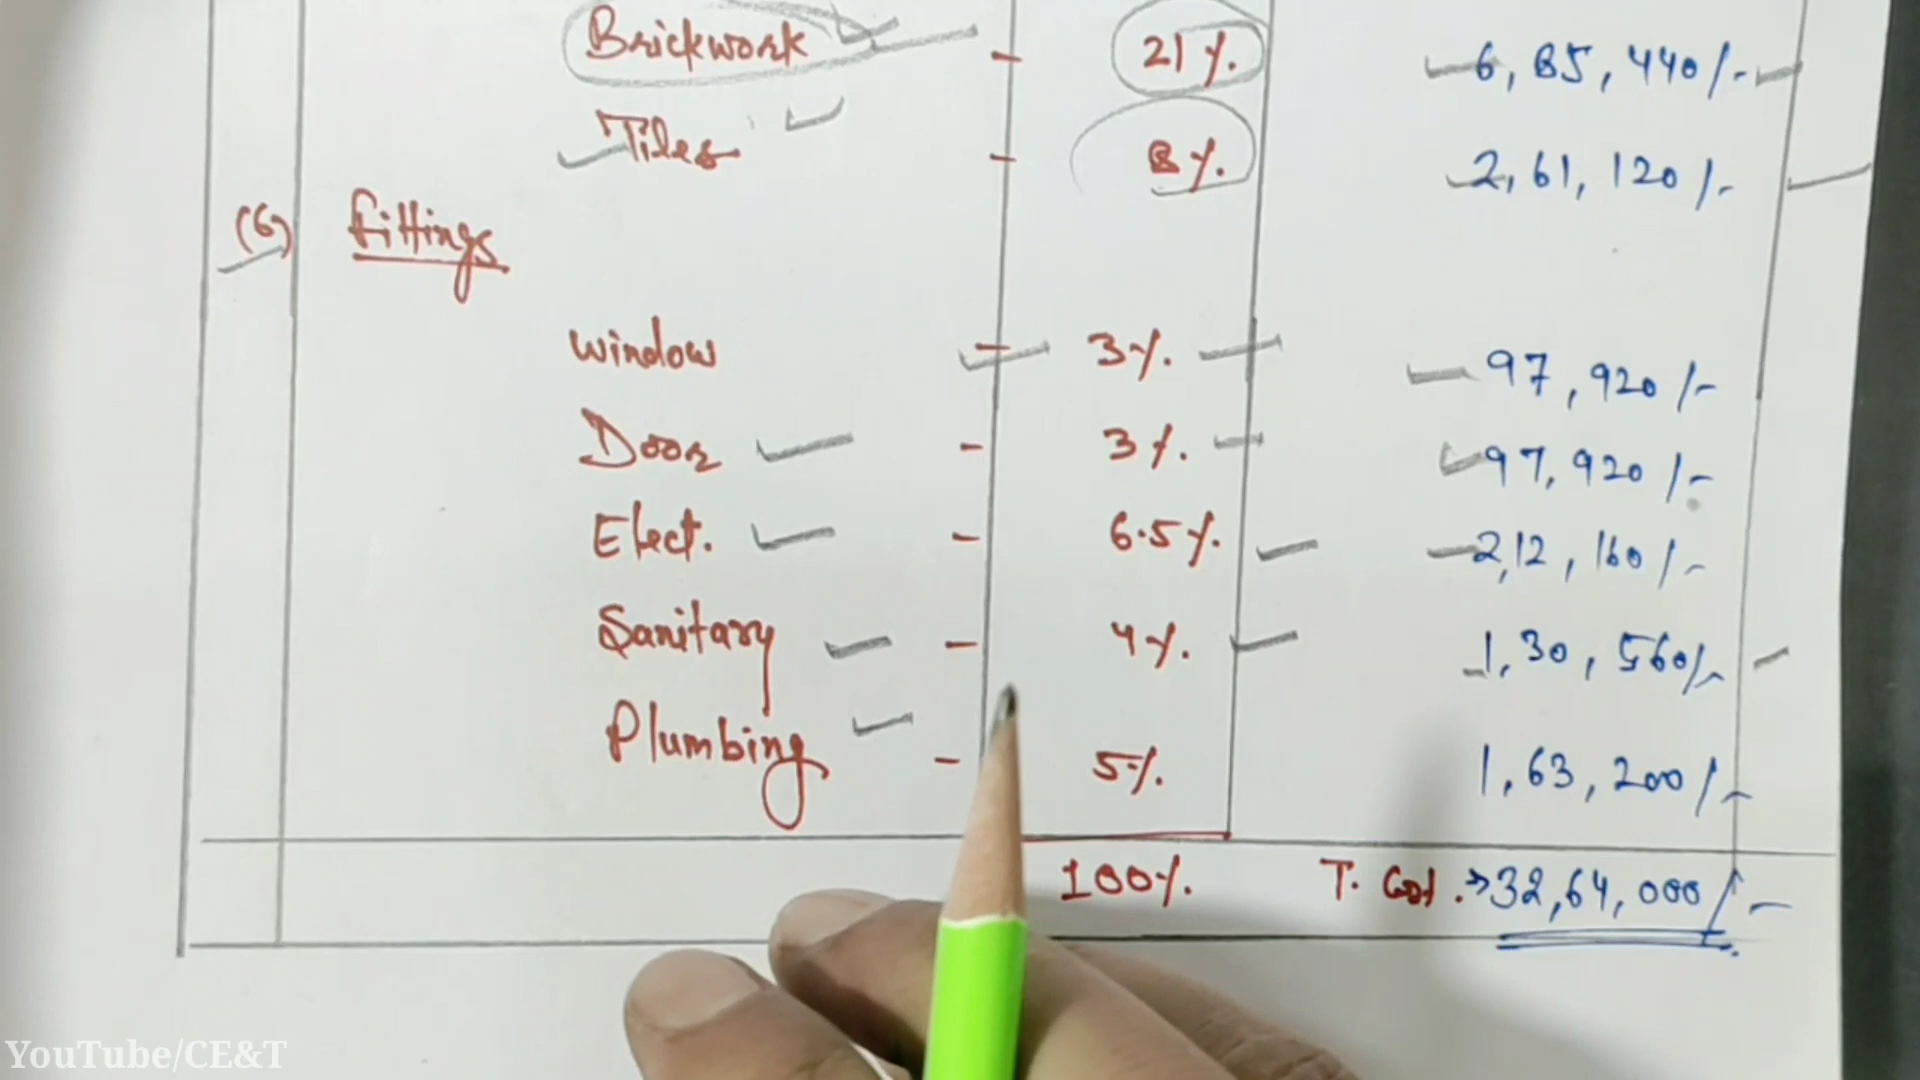 Brickwork - 21 %. 6,85,440/-
Tiles - 8 %. 2,61,120/-
(6) Fittings
Window - 3%. 97,920/-
Door - 3%. 97,920/-
Elect. - 6.5%. 2,12,160/-
Sanitary - 4%. 1,30,560/-
Plumbing - 5%. 1,63,200/-
100%. T. Cost. → 32,64,000/-
YouTube/CE&T